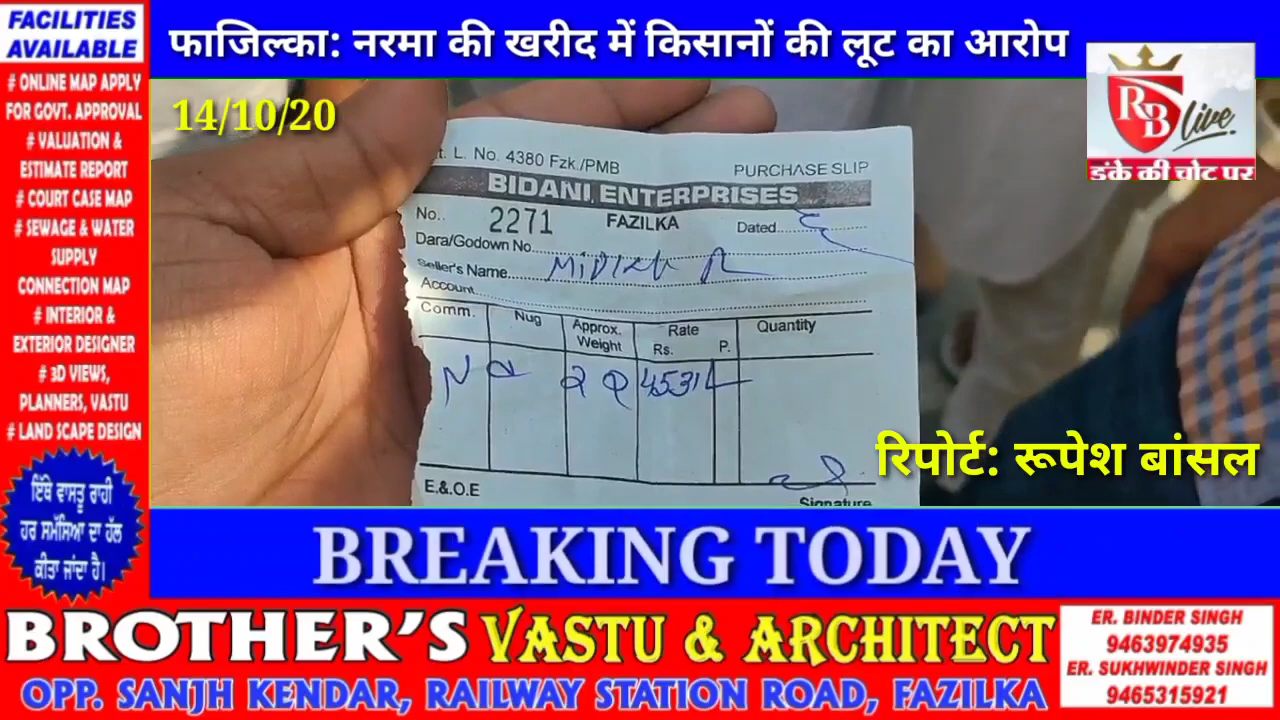 FACILITIES
AVAILABLE
# ONLINE MAP APPLY
FOR GOVT. APPROVAL
# VALUATION &
ESTIMATE REPORT
# COURT CASE MAP
# SEWAGE & WATER
SUPPLY
CONNECTION MAP
# INTERIOR &
EXTERIOR DESIGNER
# 3D VIEWS,
PLANNERS, VASTU
# LAND SCAPE DESIGN
ਇੱਥੇ ਵਾਸਤੂ ਰਾਹੀ
ਹਰ ਸਮੱਸਿਆ ਦਾ ਹੱਲ
ਕੀਤਾ ਜਾਂਦਾ ਹੈ।
फाजिल्का: नरमा की खरीद में किसानों की लूट का आरोप
14/10/20
RB Live
डंके की चोट पर
L. No. 4380 Fzk./PMB
PURCHASE SLIP
BIDANI ENTERPRISES
No.. 2271 FAZILKA Dated
Dara/Godown No.
Seller's Name
Account
Comm. Nug Approx. Weight Rate Rs. P. Quantity
4531
E.&.O.E
Signature
रिपोर्ट: रूपेश बांसल
BREAKING TODAY
BROTHER'S VASTU & ARCHITECT
OPP. SANJH KENDAR, RAILWAY STATION ROAD, FAZILKA
ER. BINDER SINGH
9463974935
ER. SUKHWINDER SINGH
9465315921